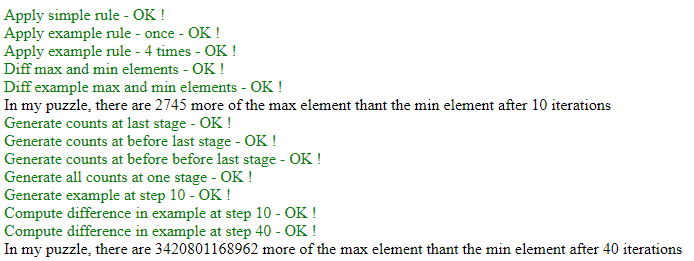 Apply simple rule - OK !
Apply example rule - once - OK !
Apply example rule - 4 times - OK !
Diff max and min elements - OK !
Diff example max and min elements - OK !
In my puzzle, there are 2745 more of the max element thant the min element after 10 iterations
Generate counts at last stage - OK !
Generate counts at before last stage - OK !
Generate counts at before before last stage - OK !
Generate all counts at one stage - OK !
Generate example at step 10 - OK !
Compute difference in example at step 10 - OK !
Compute difference in example at step 40 - OK !
In my puzzle, there are 3420801168962 more of the max element thant the min element after 40 iterations